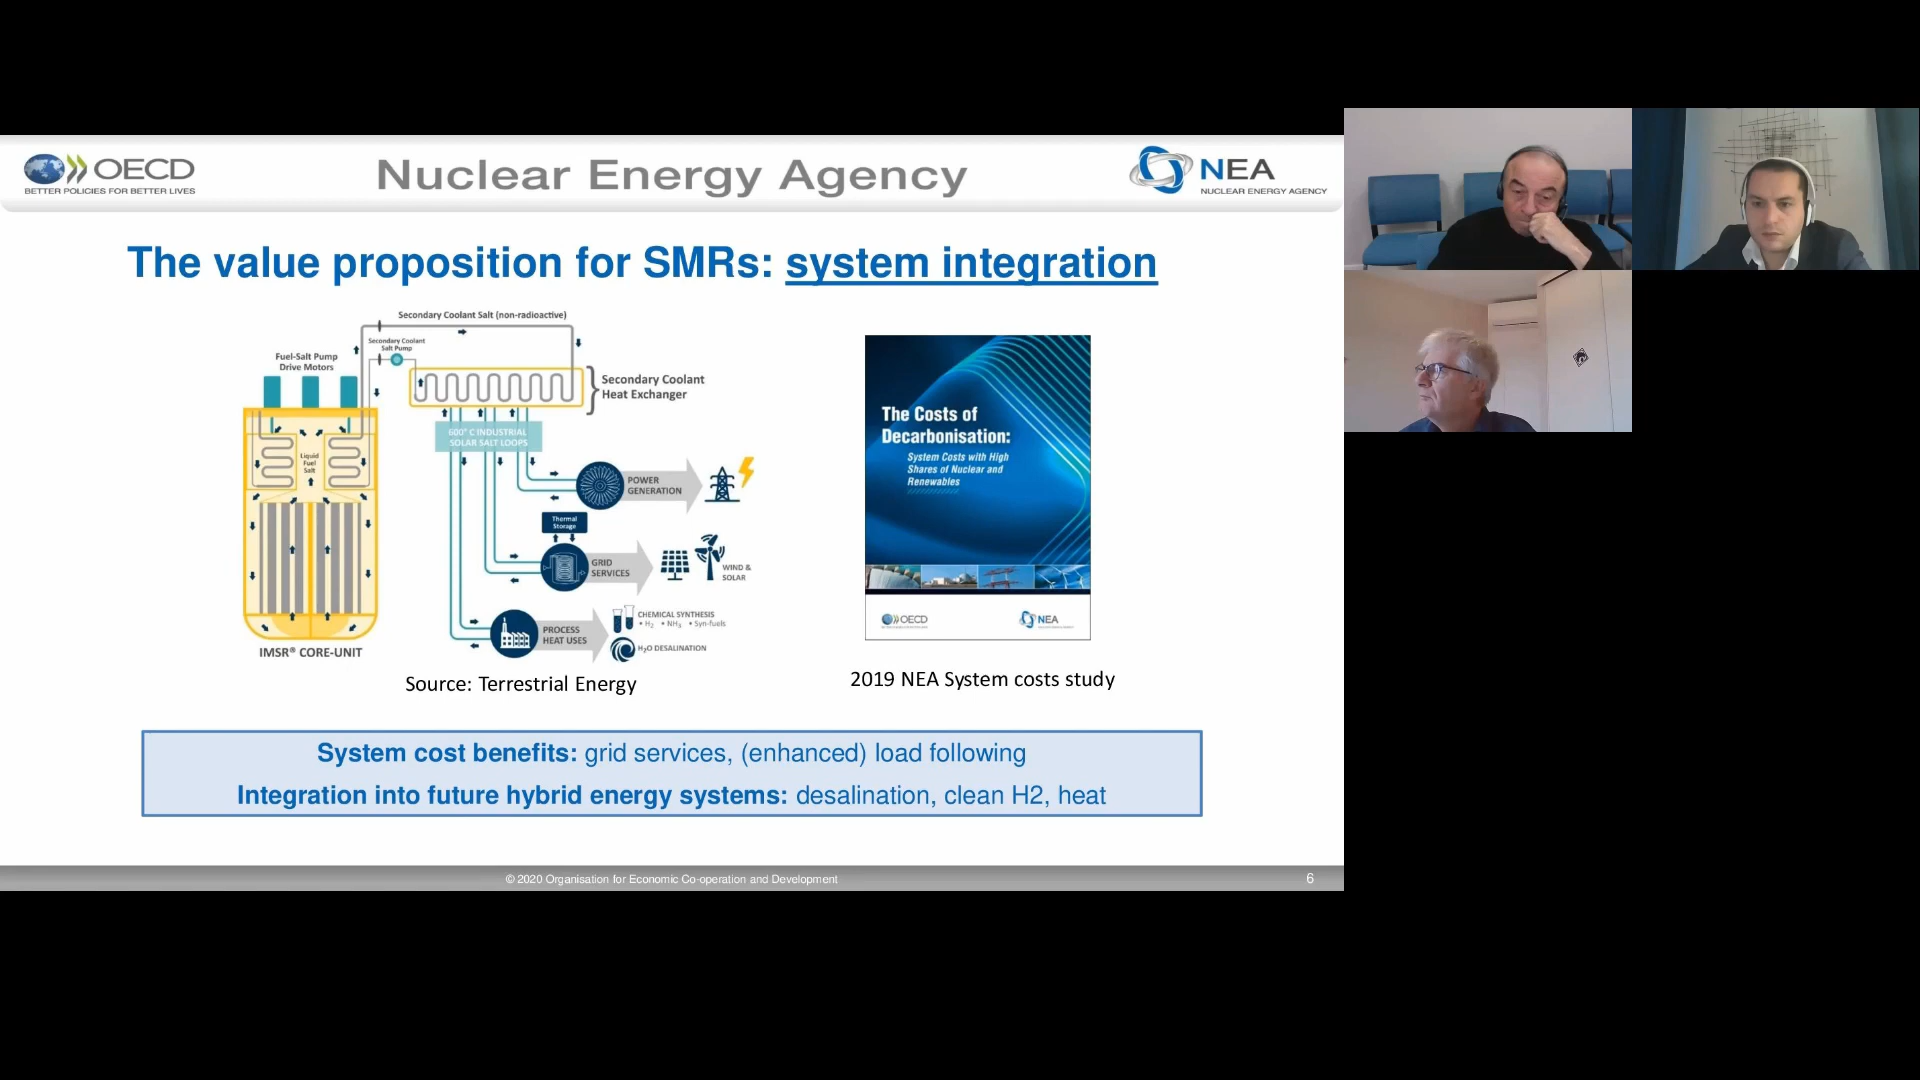 OECD
BETTER POLICIES FOR BETTER LIVES
Nuclear Energy Agency
NEA
NUCLEAR ENERGY AGENCY
The value proposition for SMRs: system integration
Secondary Coolant Salt (non-radioactive)
Secondary Coolant
Salt Pump
Fuel-Salt Pump
Drive Motors
Secondary Coolant
Heat Exchanger
600° C INDUSTRIAL
SOLAR SALT LOOPS
Liquid
Fuel
Salt
POWER
GENERATION
Thermal
Storage
GRID
SERVICES
WIND &
SOLAR
PROCESS
HEAT USES
CHEMICAL SYNTHESIS
• H₂ • NH₃ • Syn-fuels
H₂O DESALINATION
IMSR® CORE-UNIT
Source: Terrestrial Energy
The Costs of
Decarbonisation:
System Costs with High
Shares of Nuclear and
Renewables
OECD
NEA
2019 NEA System costs study
System cost benefits: grid services, (enhanced) load following
Integration into future hybrid energy systems: desalination, clean H2, heat
© 2020 Organisation for Economic Co-operation and Development
6